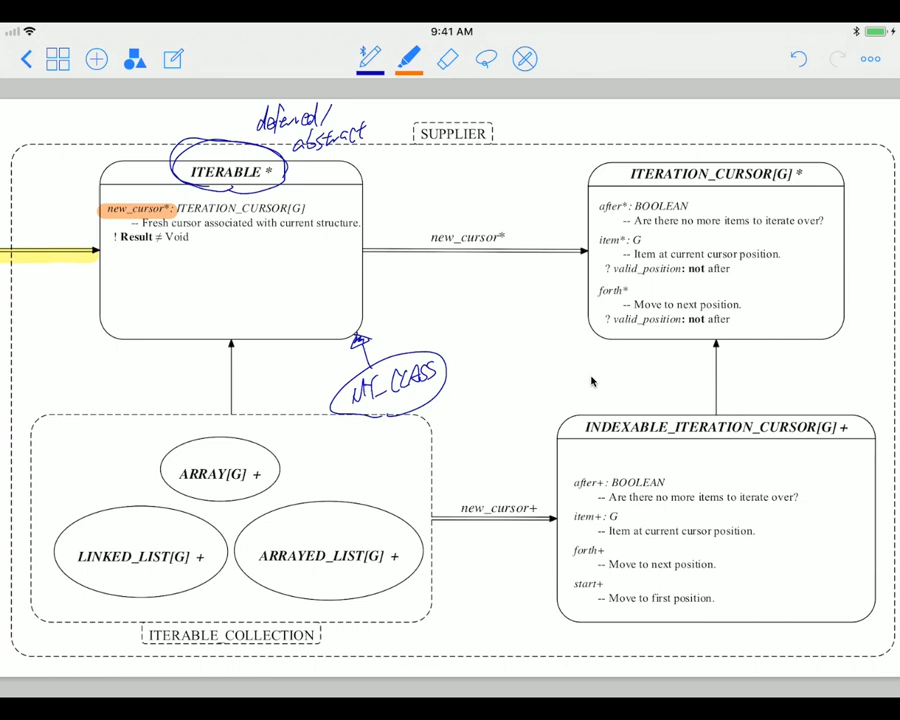 9:41 AM
deferred/
abstract
SUPPLIER
ITERABLE *
new_cursor*: ITERATION_CURSOR[G]
-- Fresh cursor associated with current structure.
! Result ≠ Void
new_cursor*
ITERATION_CURSOR[G] *
after*: BOOLEAN
-- Are there no more items to iterate over?
item*: G
-- Item at current cursor position.
? valid_position: not after
forth*
-- Move to next position.
? valid_position: not after
MY_CLASS
ARRAY[G] +
LINKED_LIST[G] +
ARRAYED_LIST[G] +
ITERABLE_COLLECTION
new_cursor+
INDEXABLE_ITERATION_CURSOR[G] +
after+: BOOLEAN
-- Are there no more items to iterate over?
item+: G
-- Item at current cursor position.
forth+
-- Move to next position.
start+
-- Move to first position.